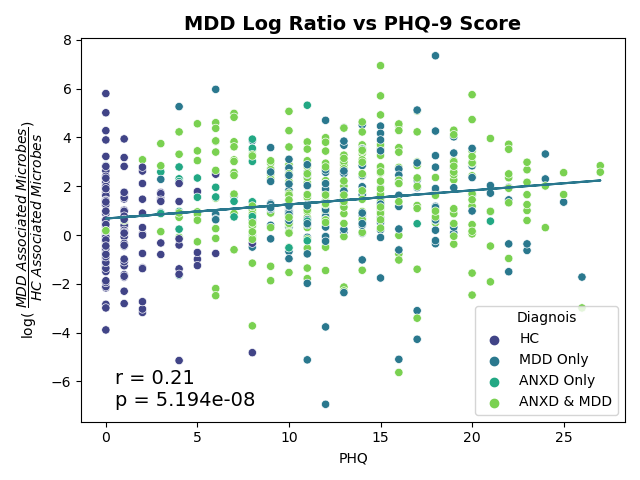 MDD Log Ratio vs PHQ-9 Score
8
6
4
2
0
−2
−4
−6
log( MDD Associated Microbes / HC Associated Microbes )
r = 0.21
p = 5.194e-08
Diagnois
HC
MDD Only
ANXD Only
ANXD & MDD
0 5 10 15 20 25
PHQ